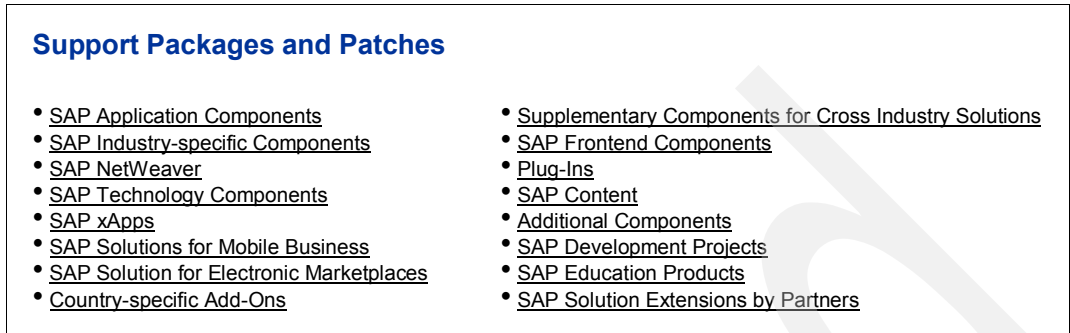 Support Packages and Patches
• SAP Application Components
• SAP Industry-specific Components
• SAP NetWeaver
• SAP Technology Components
• SAP xApps
• SAP Solutions for Mobile Business
• SAP Solution for Electronic Marketplaces
• Country-specific Add-Ons
• Supplementary Components for Cross Industry Solutions
• SAP Frontend Components
• Plug-Ins
• SAP Content
• Additional Components
• SAP Development Projects
• SAP Education Products
• SAP Solution Extensions by Partners